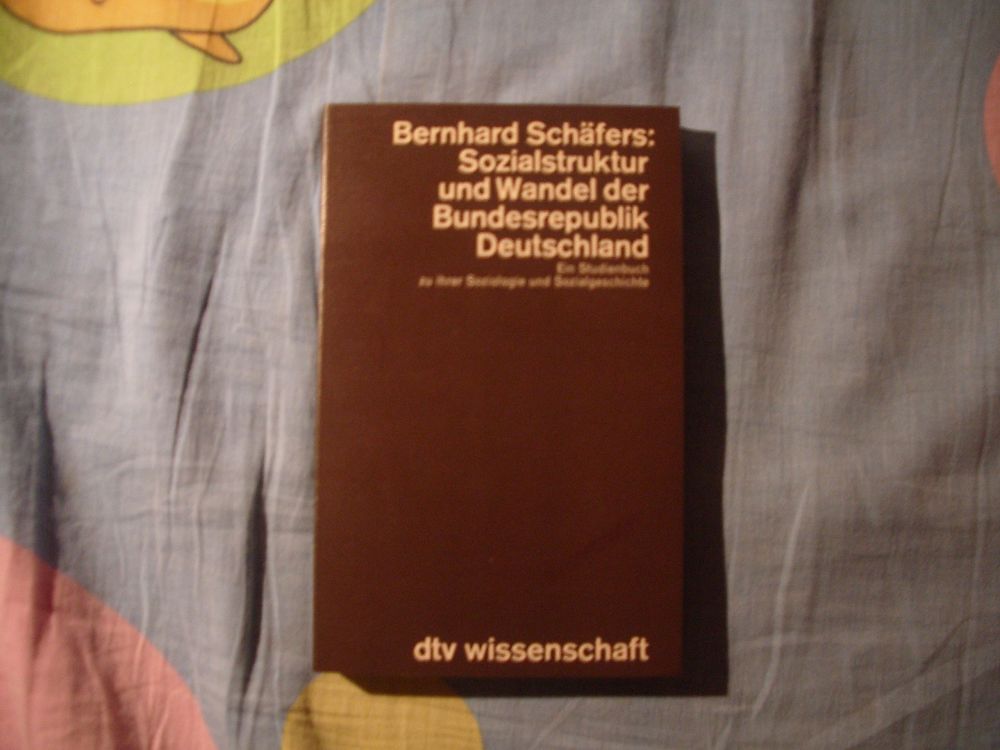 Bernhard Schäfers:
Sozialstruktur
und Wandel der
Bundesrepublik
Deutschland
Ein Studienbuch
zu ihrer Soziologie und Sozialgeschichte
dtv wissenschaft